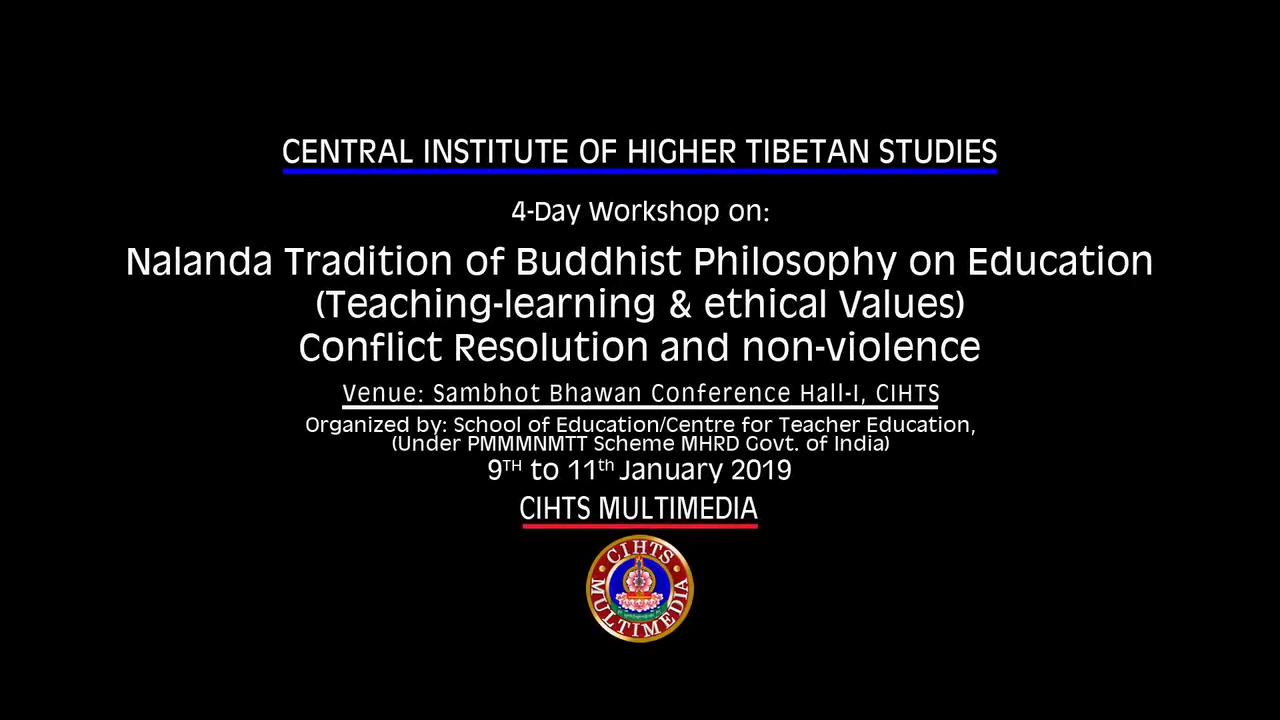 CENTRAL INSTITUTE OF HIGHER TIBETAN STUDIES
4-Day Workshop on:
Nalanda Tradition of Buddhist Philosophy on Education
(Teaching-learning & ethical Values)
Conflict Resolution and non-violence
Venue: Sambhot Bhawan Conference Hall-I, CIHTS
Organized by: School of Education/Centre for Teacher Education,
(Under PMMMNMTT Scheme MHRD Govt. of India)
9TH to 11th January 2019
CIHTS MULTIMEDIA
CIHTS
MULTIMEDIA